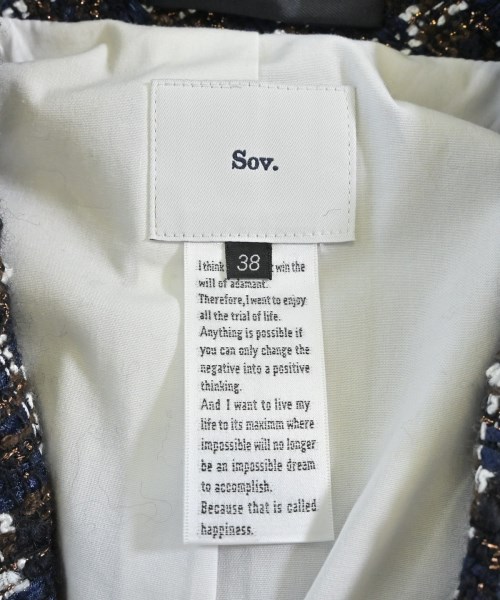 Sov.
38
I think t win the
will of adamant.
Therefore,I want to enjoy
all the trial of life.
Anything is possible if
you can only change the
negative into a positive
thinking.
And I want to live my
life to its maximm where
impossible will no longer
be an impossible dream
to accomplish.
Because that is called
happiness.